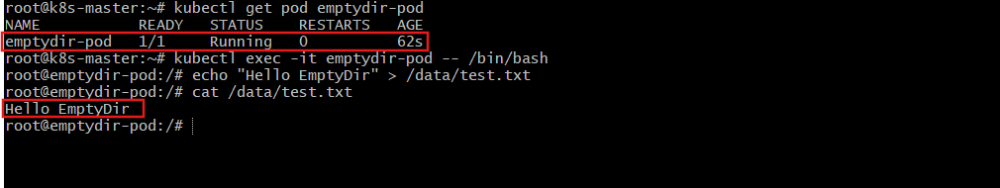 root@k8s-master:~# kubectl get pod emptydir-pod
NAME           READY   STATUS    RESTARTS   AGE
emptydir-pod   1/1     Running   0          62s
root@k8s-master:~# kubectl exec -it emptydir-pod -- /bin/bash
root@emptydir-pod:/# echo "Hello EmptyDir" > /data/test.txt
root@emptydir-pod:/# cat /data/test.txt
Hello EmptyDir
root@emptydir-pod:/#